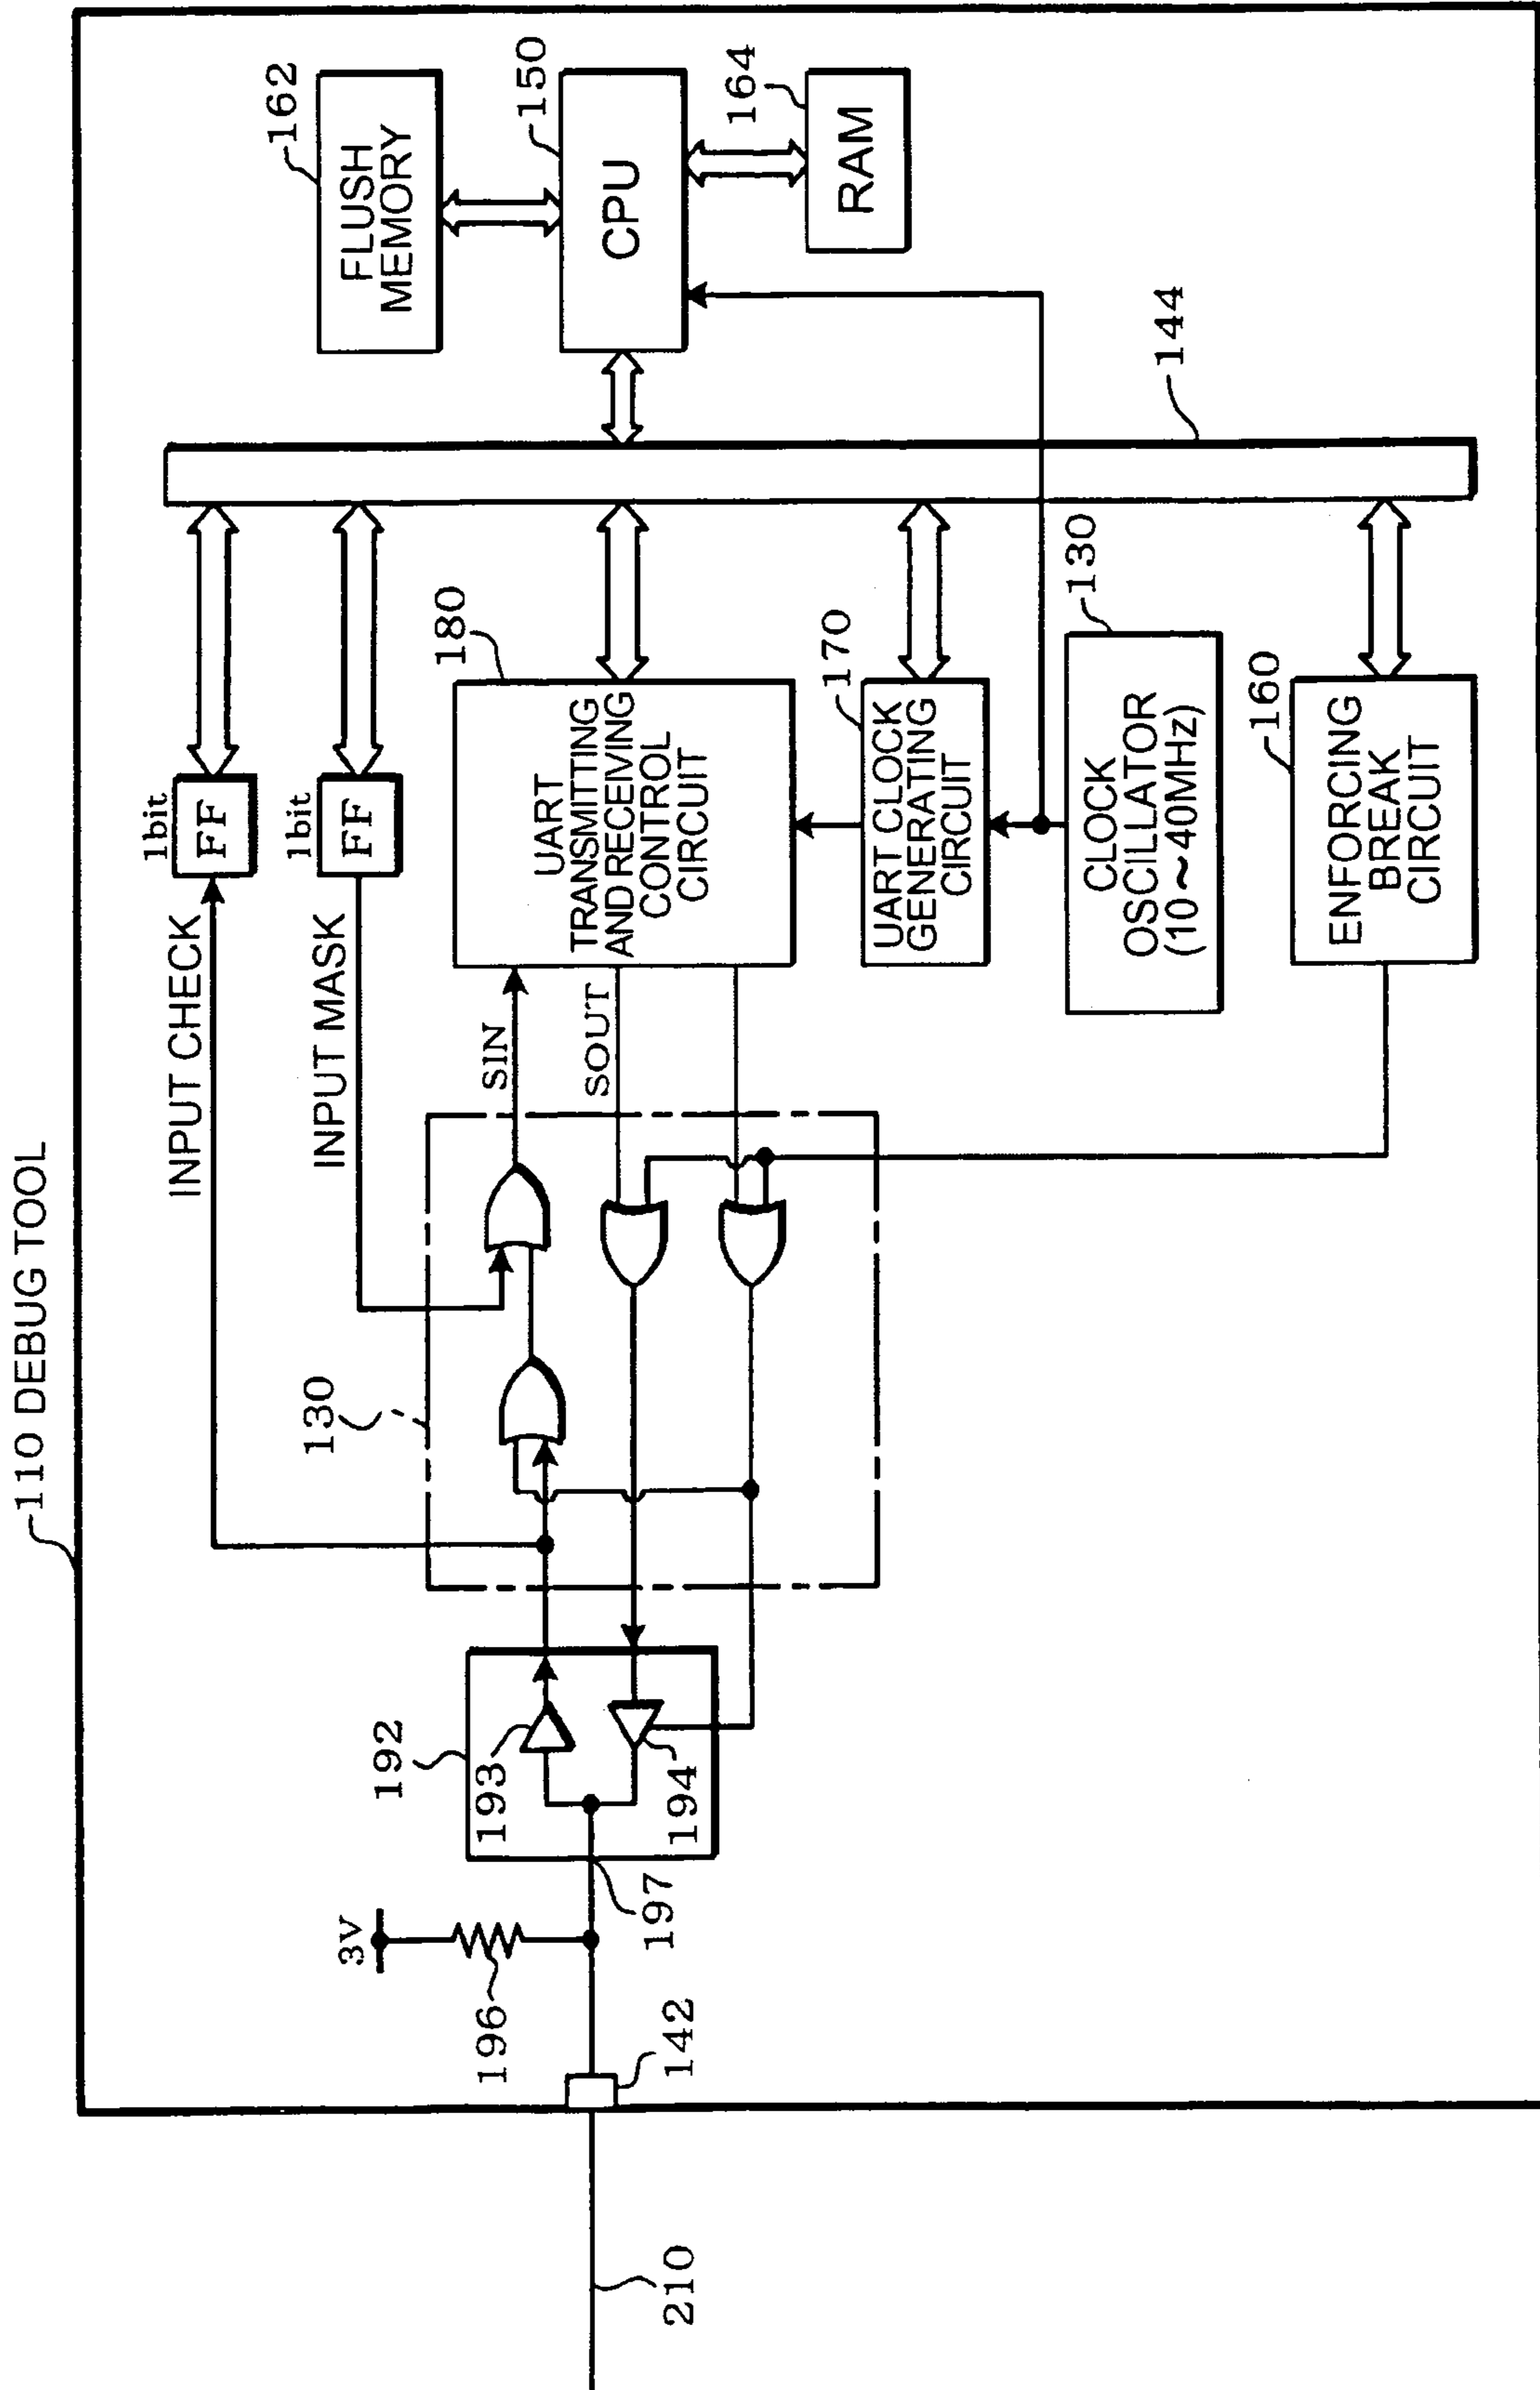 110 DEBUG TOOL
INPUT CHECK
1bit
FF
INPUT MASK
1bit
FF
162
FLUSH
MEMORY
150
CPU
164
RAM
144
180
UART
TRANSMITTING
AND RECEIVING
CONTROL
CIRCUIT
SIN
SOUT
130
170
UART CLOCK
GENERATING
CIRCUIT
130
CLOCK
OSCILLATOR
(10~40MHz)
160
ENFORCING
BREAK
CIRCUIT
192
193
194
197
3V
196
142
210